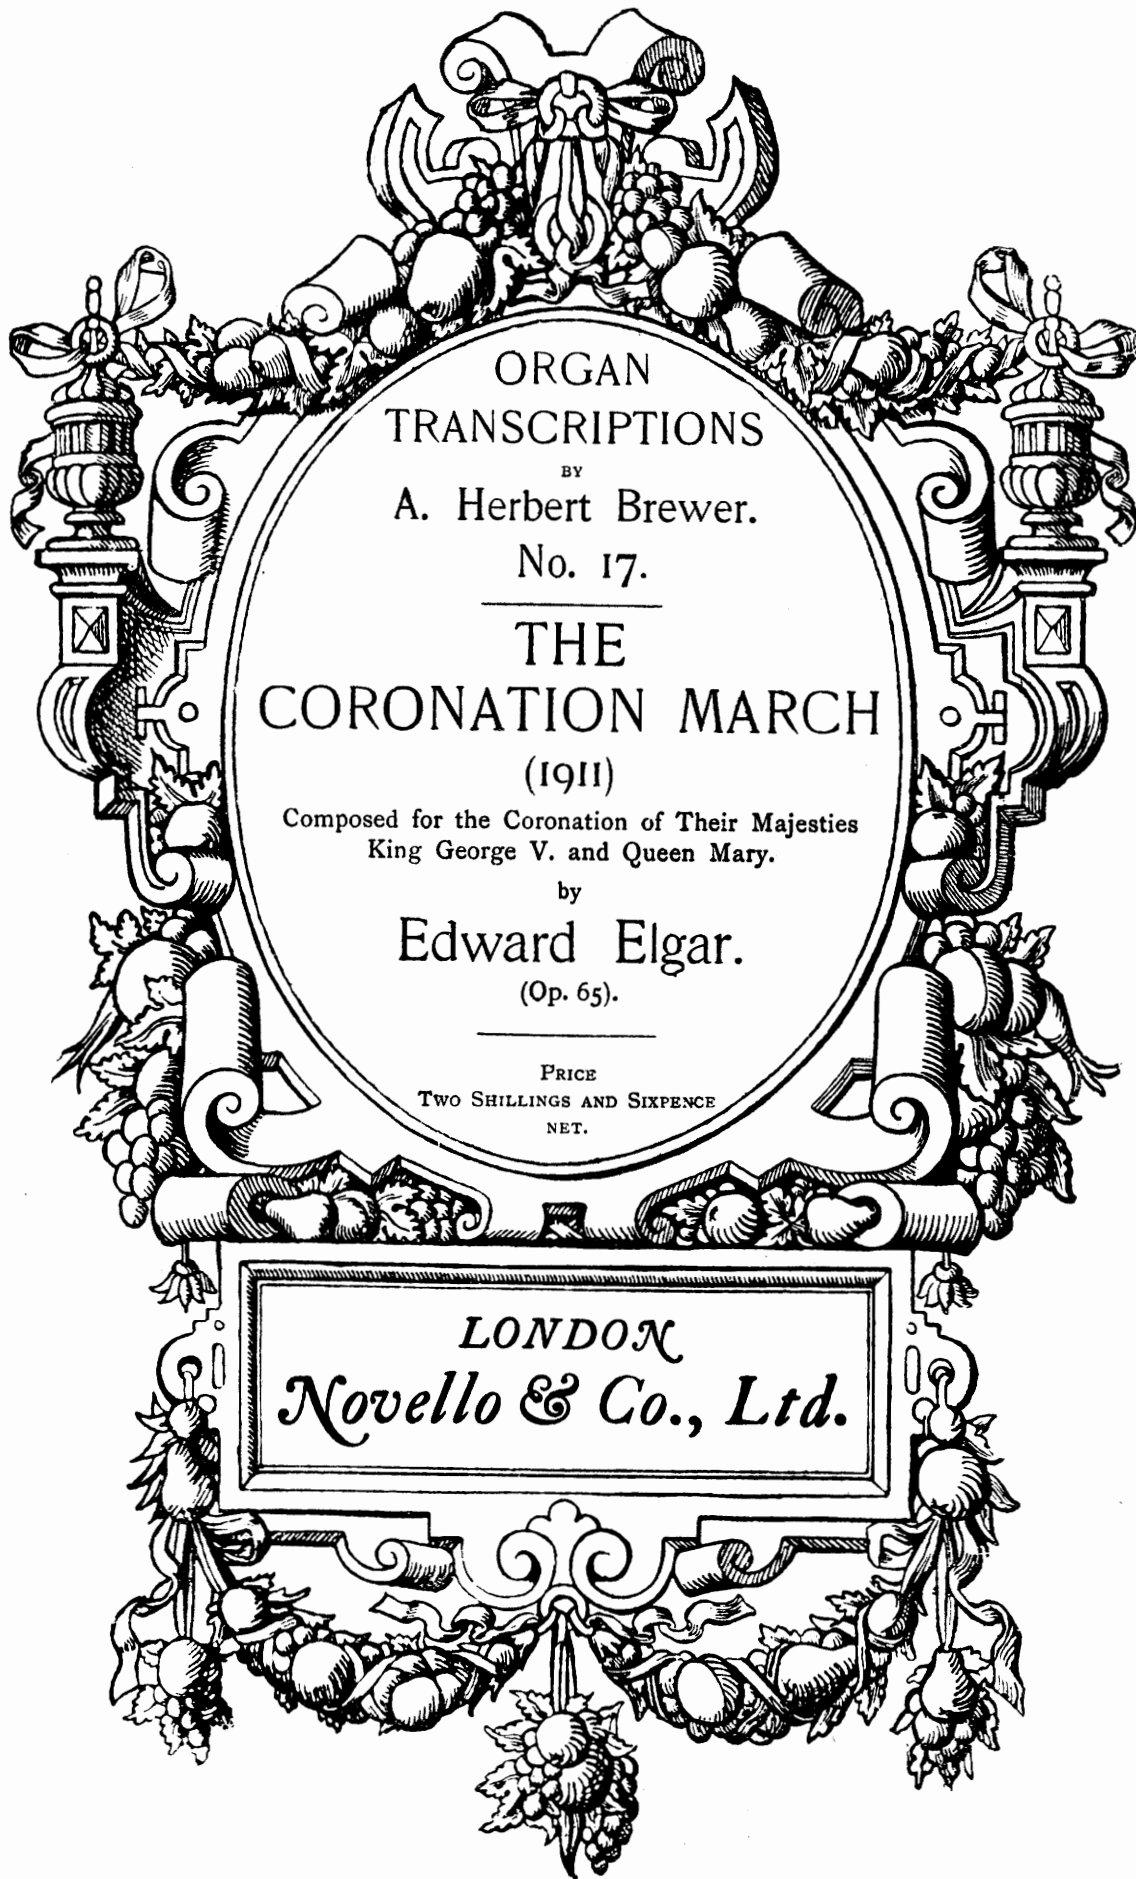 ORGAN
TRANSCRIPTIONS
BY
A. Herbert Brewer.
No. 17.
THE
CORONATION MARCH
(1911)
Composed for the Coronation of Their Majesties
King George V. and Queen Mary.
by
Edward Elgar.
(Op. 65).
PRICE
TWO SHILLINGS AND SIXPENCE
NET.
LONDON
Novello & Co., Ltd.